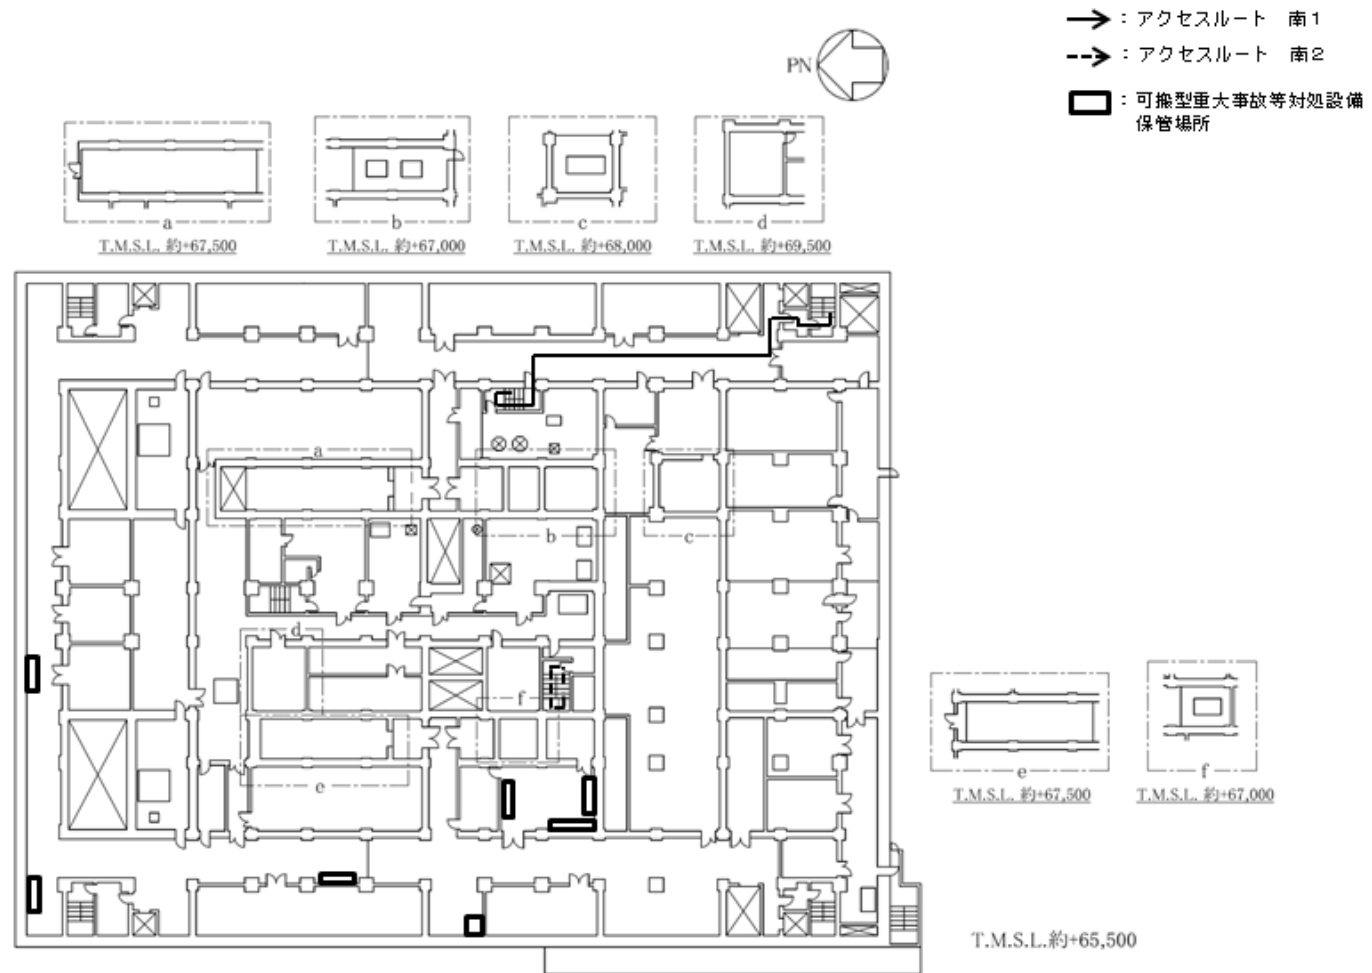 ：アクセスルート　南１
：アクセスルート　南２
：可搬型重大事故等対処設備
保管場所
PN
a
T.M.S.L. 約+67,500
b
T.M.S.L. 約+67,000
c
T.M.S.L. 約+68,000
d
T.M.S.L. 約+69,500
a
b
c
d
f
e
e
T.M.S.L. 約+67,500
f
T.M.S.L. 約+67,000
T.M.S.L.約+65,500